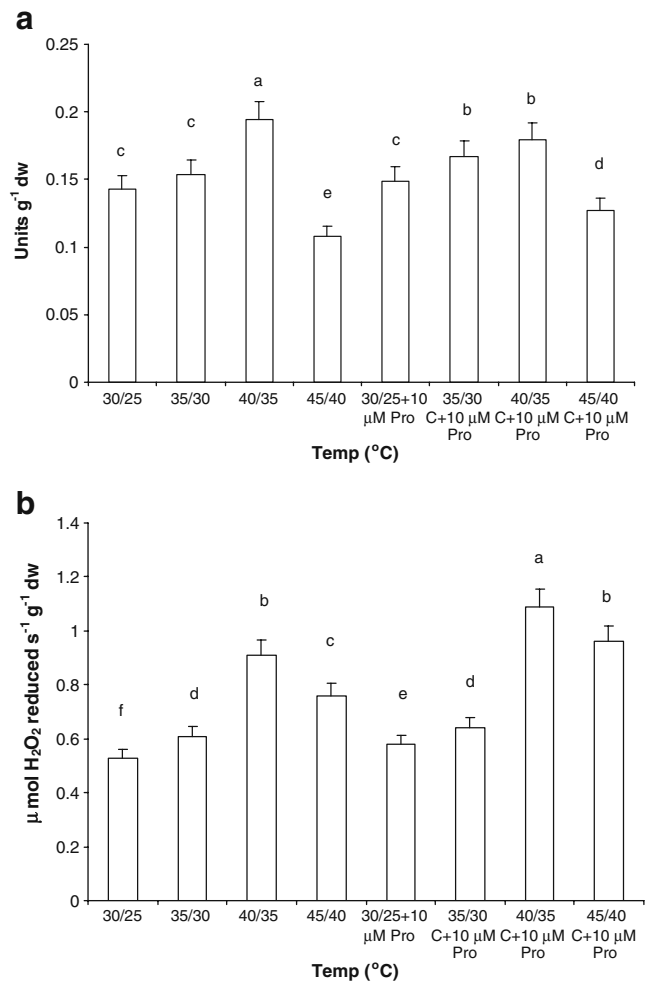 a
0.25
0.2
0.15
0.1
0.05
0
Units g⁻¹ dw
c
c
a
e
c
b
b
d
30/25
35/30
40/35
45/40
30/25+10
µM Pro
35/30
C+10 µM
Pro
40/35
C+10 µM
Pro
45/40
C+10 µM
Pro
Temp (°C)
b
1.4
1.2
1
0.8
0.6
0.4
0.2
0
µ mol H₂O₂ reduced s⁻¹ g⁻¹ dw
f
d
b
c
e
d
a
b
30/25
35/30
40/35
45/40
30/25+10
µM Pro
35/30
C+10 µM
Pro
40/35
C+10 µM
Pro
45/40
C+10 µM
Pro
Temp (°C)